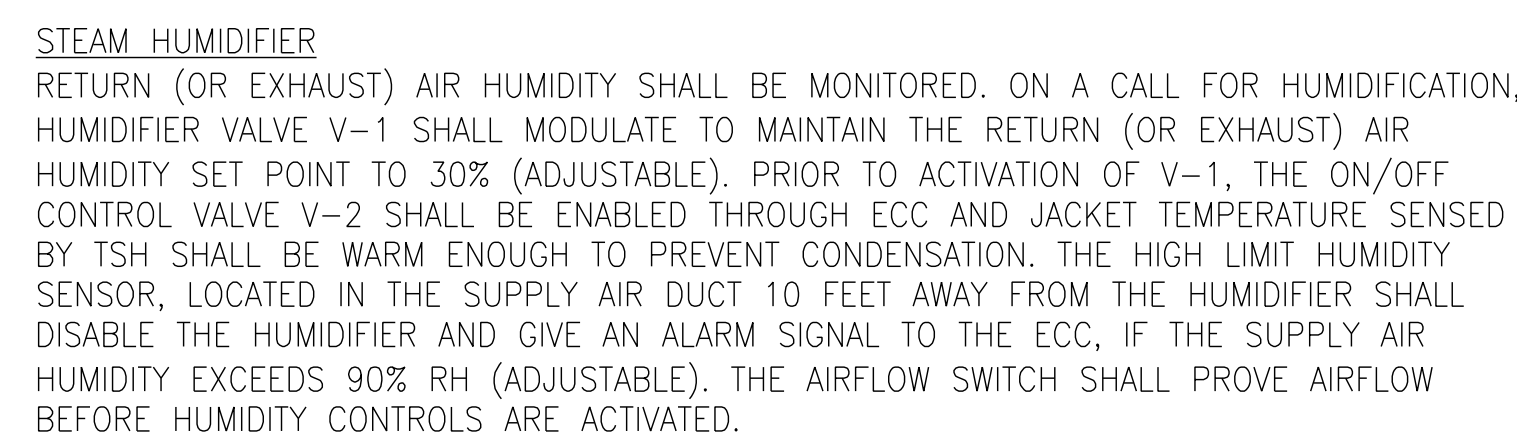 STEAM HUMIDIFIER
RETURN (OR EXHAUST) AIR HUMIDITY SHALL BE MONITORED. ON A CALL FOR HUMIDIFICATION,
HUMIDIFIER VALVE V-1 SHALL MODULATE TO MAINTAIN THE RETURN (OR EXHAUST) AIR
HUMIDITY SET POINT TO 30% (ADJUSTABLE). PRIOR TO ACTIVATION OF V-1, THE ON/OFF
CONTROL VALVE V-2 SHALL BE ENABLED THROUGH ECC AND JACKET TEMPERATURE SENSED
BY TSH SHALL BE WARM ENOUGH TO PREVENT CONDENSATION. THE HIGH LIMIT HUMIDITY
SENSOR, LOCATED IN THE SUPPLY AIR DUCT 10 FEET AWAY FROM THE HUMIDIFIER SHALL
DISABLE THE HUMIDIFIER AND GIVE AN ALARM SIGNAL TO THE ECC, IF THE SUPPLY AIR
HUMIDITY EXCEEDS 90% RH (ADJUSTABLE). THE AIRFLOW SWITCH SHALL PROVE AIRFLOW
BEFORE HUMIDITY CONTROLS ARE ACTIVATED.